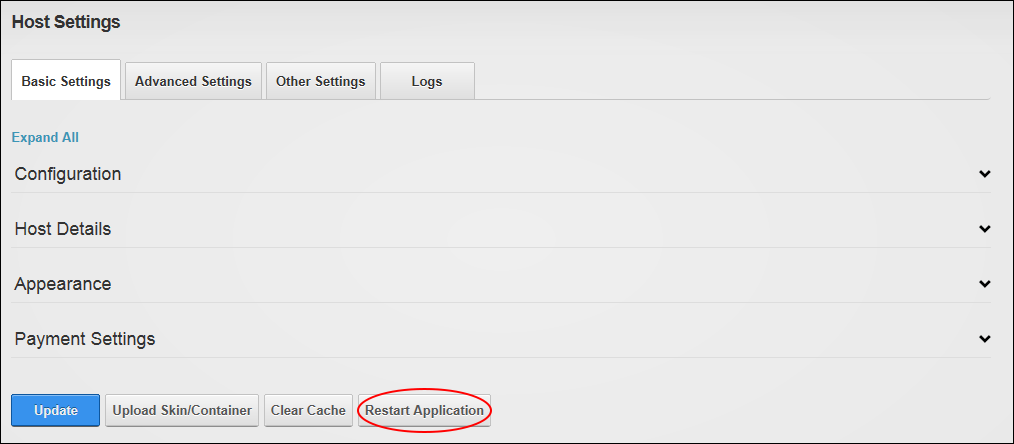 Host Settings
Basic Settings Advanced Settings Other Settings Logs
Expand All
Configuration
Host Details
Appearance
Payment Settings
Update Upload Skin/Container Clear Cache Restart Application